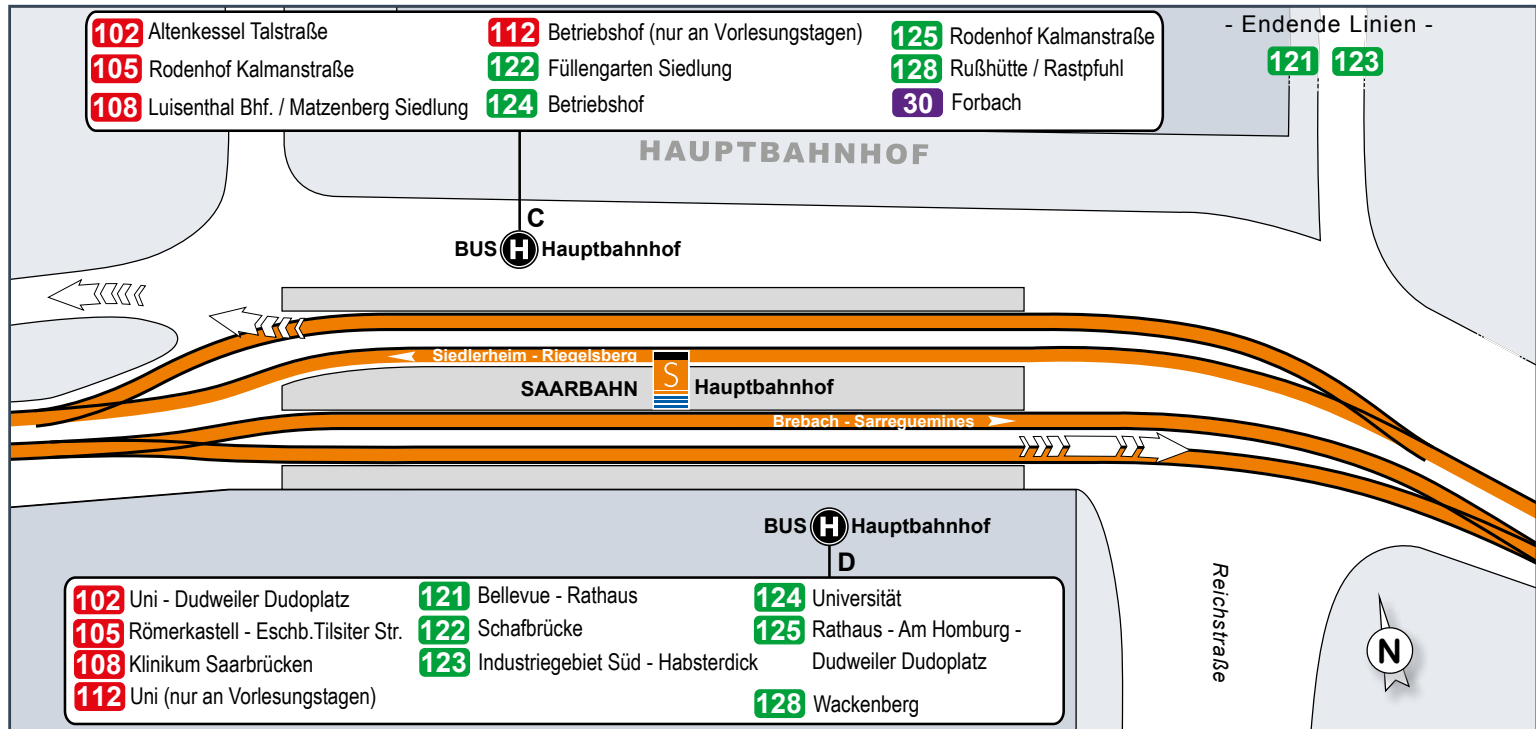 102 Altenkessel Talstraße
105 Rodenhof Kalmanstraße
108 Luisenthal Bhf. / Matzenberg Siedlung
112 Betriebshof (nur an Vorlesungstagen)
122 Füllengarten Siedlung
124 Betriebshof
125 Rodenhof Kalmanstraße
128 Rußhütte / Rastpfuhl
30 Forbach
- Endende Linien -
121 123
HAUPTBAHNHOF
C
BUS H Hauptbahnhof
Siedlerheim - Riegelsberg
SAARBAHN S Hauptbahnhof
Brebach - Sarreguemines
BUS H Hauptbahnhof
D
102 Uni - Dudweiler Dudoplatz
105 Römerkastell - Eschb.Tilsiter Str.
108 Klinikum Saarbrücken
112 Uni (nur an Vorlesungstagen)
121 Bellevue - Rathaus
122 Schafbrücke
123 Industriegebiet Süd - Habsterdick
124 Universität
125 Rathaus - Am Homburg -
Dudweiler Dudoplatz
128 Wackenberg
Reichstraße
N